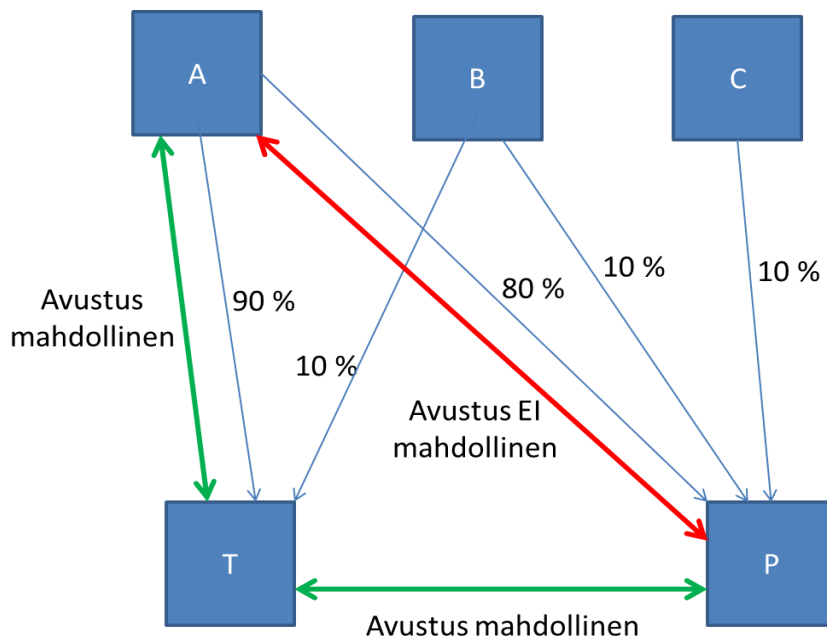 A
B
C
Avustus
mahdollinen
90 %
10 %
80 %
10 %
10 %
Avustus EI
mahdollinen
T
P
Avustus mahdollinen